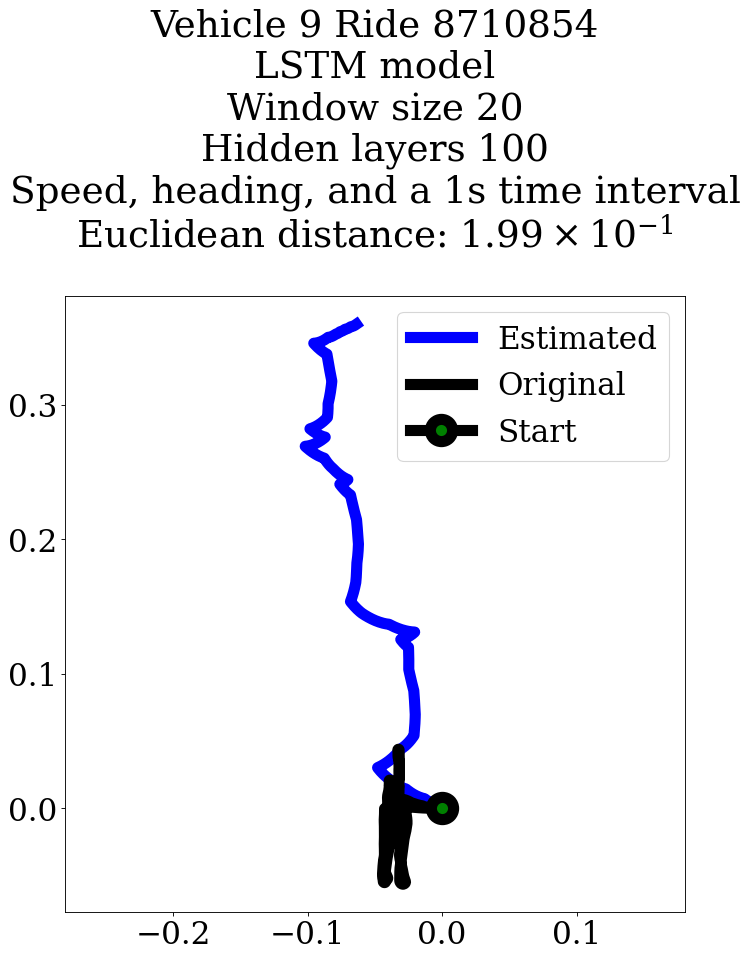 Vehicle 9 Ride 8710854
LSTM model
Window size 20
Hidden layers 100
Speed, heading, and a 1s time interval
Euclidean distance: 1.99 × 10⁻¹
Estimated
Original
Start
0.3
0.2
0.1
0.0
−0.2
−0.1
0.0
0.1